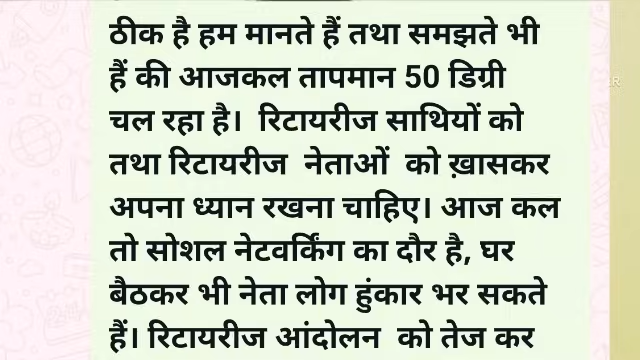 ठीक है हम मानते हैं तथा समझते भी
हैं की आजकल तापमान 50 डिग्री
चल रहा है।  रिटायरीज साथियों को
तथा रिटायरीज  नेताओं  को ख़ासकर
अपना ध्यान रखना चाहिए। आज कल
तो सोशल नेटवर्किंग का दौर है, घर
बैठकर भी नेता लोग हुंकार भर सकते
हैं। रिटायरीज आंदोलन  को तेज कर